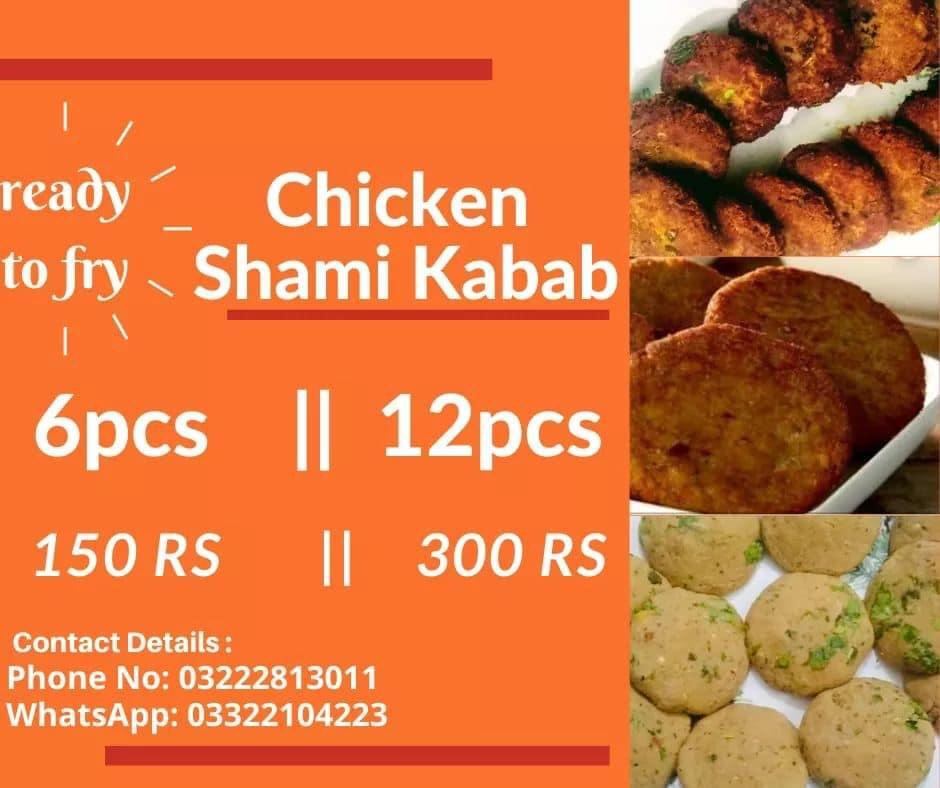 ready
to fry
Chicken
Shami Kabab
6pcs || 12pcs
150 RS || 300 RS
Contact Details :
Phone No: 03222813011
WhatsApp: 03322104223